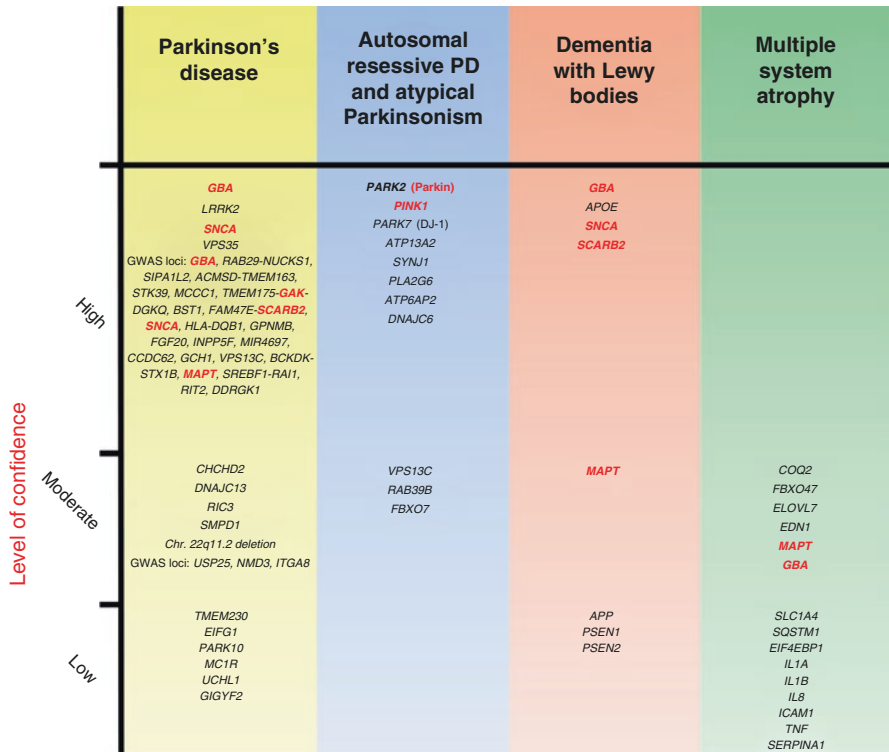 Parkinson's
disease
Autosomal
resessive PD
and atypical
Parkinsonism
Dementia
with Lewy
bodies
Multiple
system
atrophy
Level of confidence
High
GBA
LRRK2
SNCA
VPS35
GWAS loci: GBA, RAB29-NUCKS1,
SIPA1L2, ACMSD-TMEM163,
STK39, MCCC1, TMEM175-GAK-
DGKQ, BST1, FAM47E-SCARB2,
SNCA, HLA-DQB1, GPNMB,
FGF20, INPP5F, MIR4697,
CCDC62, GCH1, VPS13C, BCKDK-
STX1B, MAPT, SREBF1-RAI1,
RIT2, DDRGK1
PARK2 (Parkin)
PINK1
PARK7 (DJ-1)
ATP13A2
SYNJ1
PLA2G6
ATP6AP2
DNAJC6
GBA
APOE
SNCA
SCARB2
Moderate
CHCHD2
DNAJC13
RIC3
SMPD1
Chr. 22q11.2 deletion
GWAS loci: USP25, NMD3, ITGA8
VPS13C
RAB39B
FBXO7
MAPT
COQ2
FBXO47
ELOVL7
EDN1
MAPT
GBA
Low
TMEM230
EIFG1
PARK10
MC1R
UCHL1
GIGYF2
APP
PSEN1
PSEN2
SLC1A4
SQSTM1
EIF4EBP1
IL1A
IL1B
IL8
ICAM1
TNF
SERPINA1